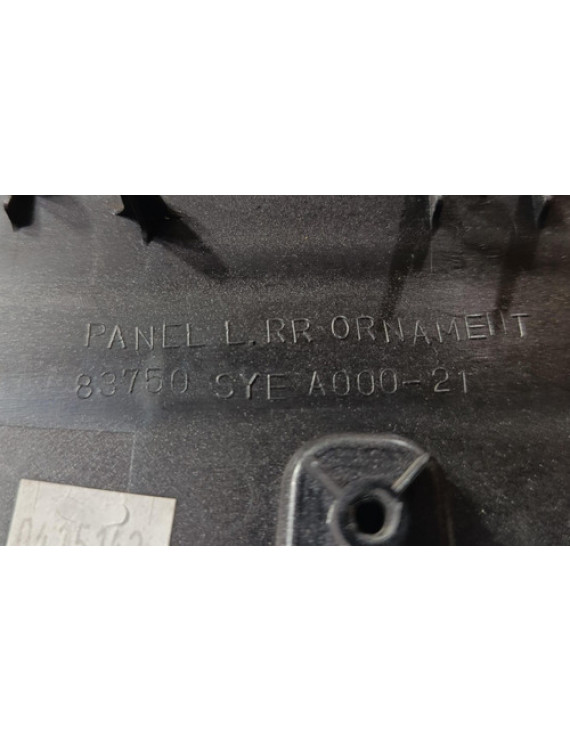 PANEL L, RR ORNAMENT
83750 SYE A000-21